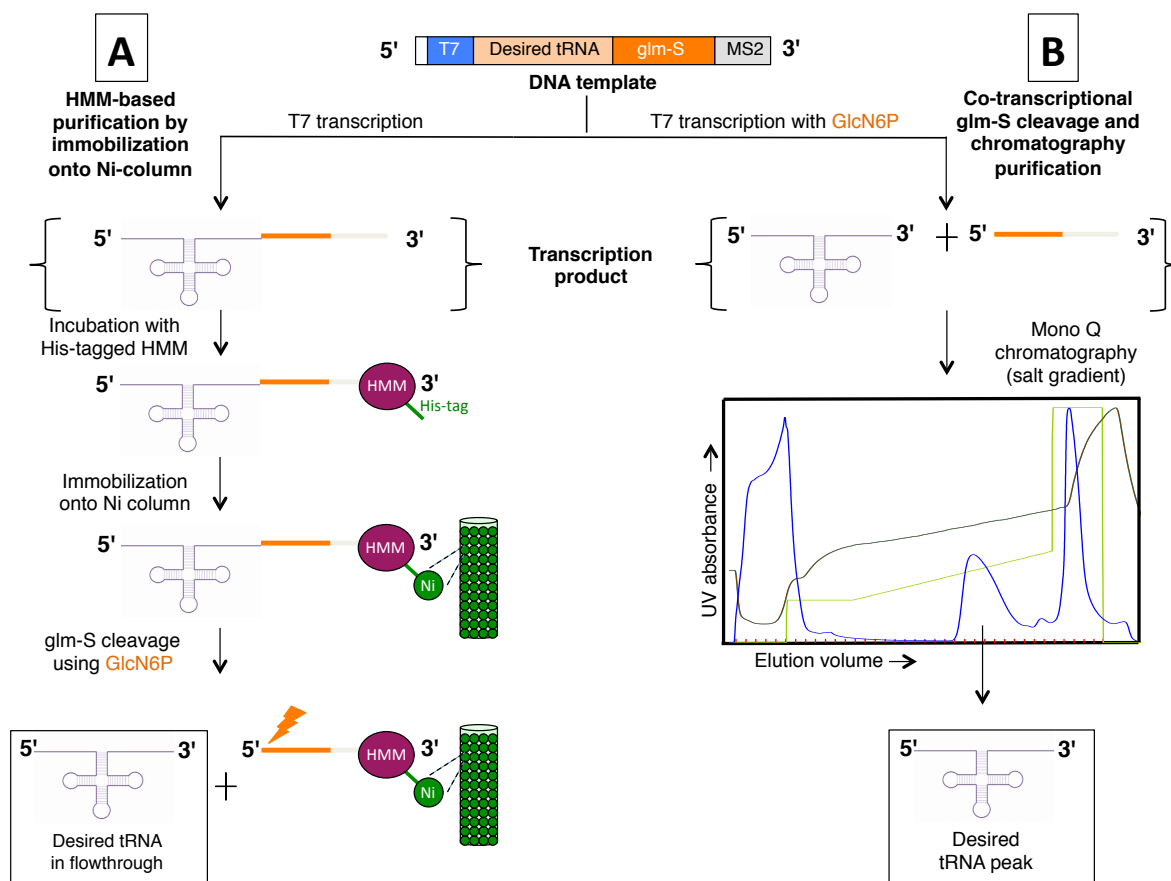 A
B
5'
T7
Desired tRNA
glm-S
MS2
3'
DNA template
HMM-based
purification by
immobilization
onto Ni-column
T7 transcription
T7 transcription with GlcN6P
Co-transcriptional
glm-S cleavage and
chromatography
purification
5'
3'
Transcription
product
5'
3'
+
5'
3'
Incubation with
His-tagged HMM
Mono Q
chromatography
(salt gradient)
5'
HMM
3'
His-tag
Immobilization
onto Ni column
5'
HMM
3'
Ni
UV absorbance
Elution volume
glm-S cleavage
using GlcN6P
5'
3'
+
5'
HMM
3'
Ni
Desired tRNA
in flowthrough
5'
3'
Desired
tRNA peak